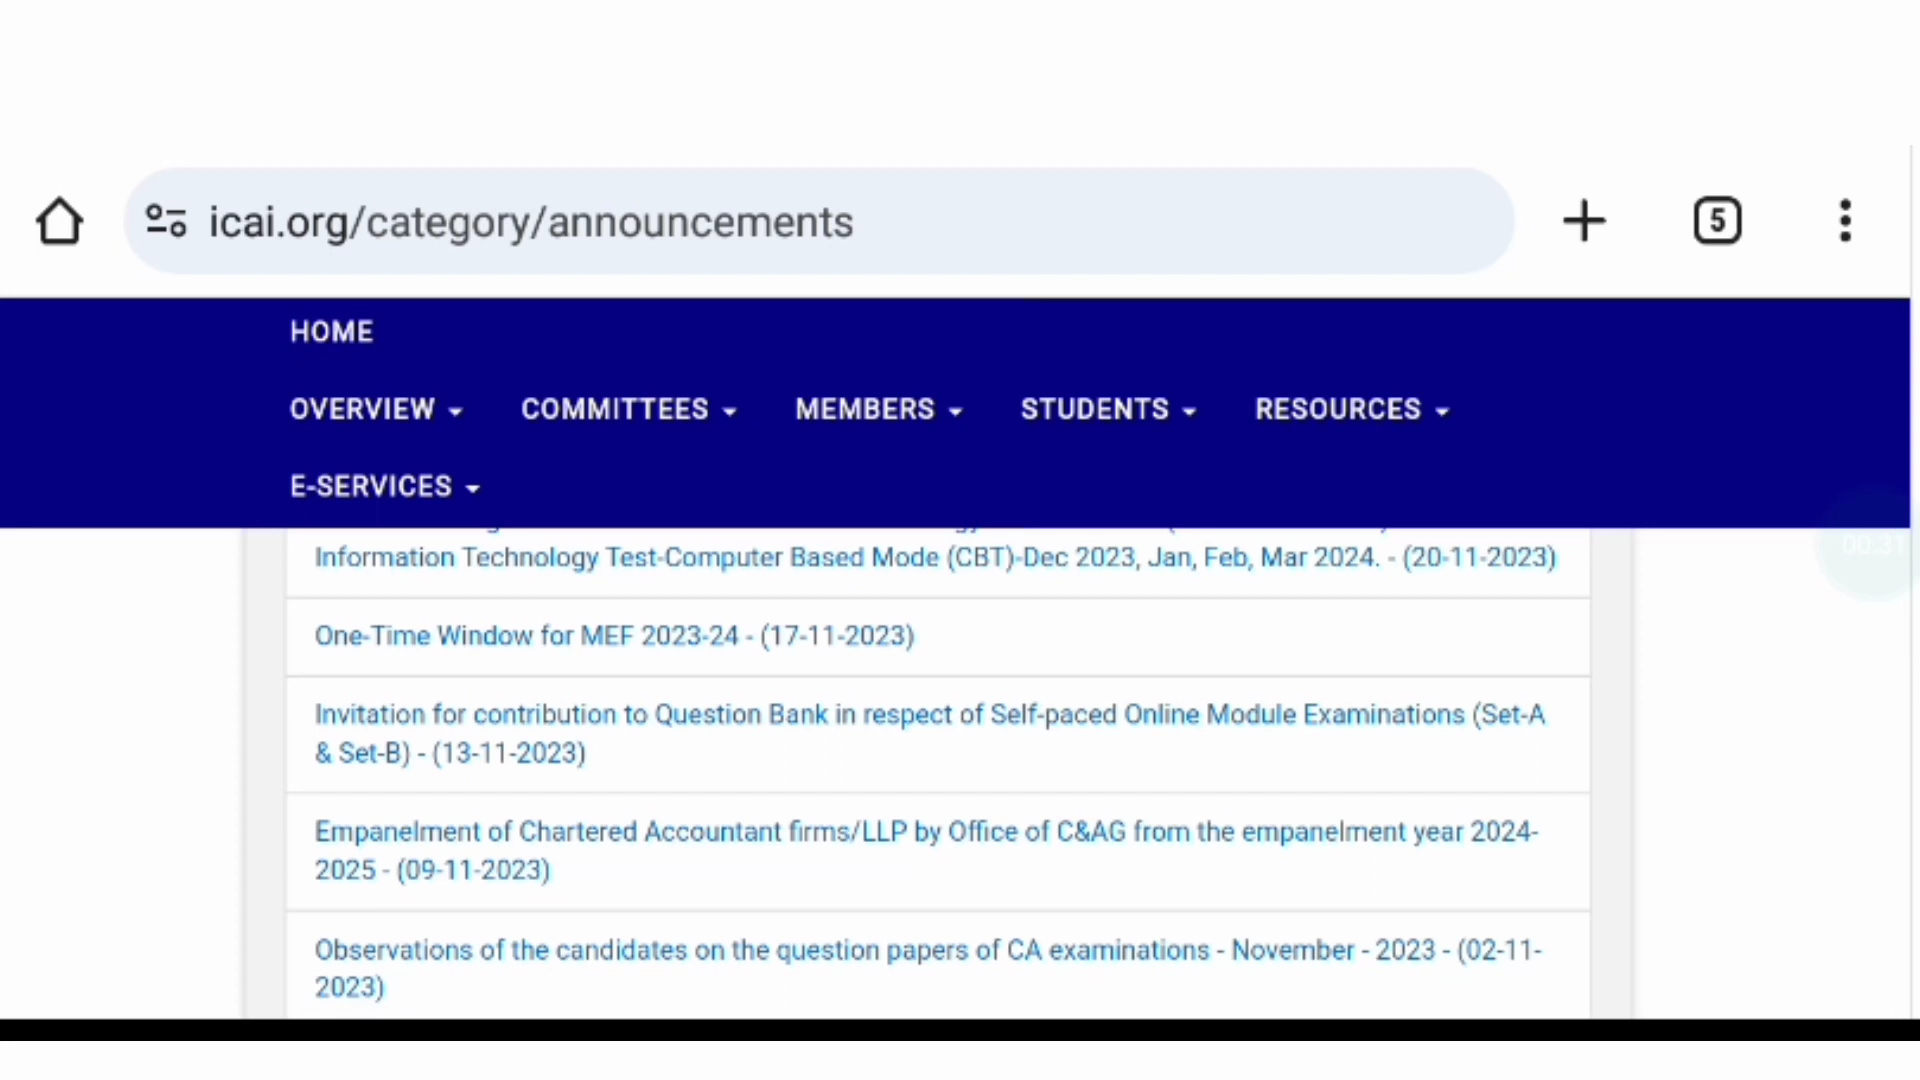 icai.org/category/announcements
5
HOME
OVERVIEW COMMITTEES MEMBERS STUDENTS RESOURCES
E-SERVICES
00:31
Information Technology Test-Computer Based Mode (CBT)-Dec 2023, Jan, Feb, Mar 2024. - (20-11-2023)
One-Time Window for MEF 2023-24 - (17-11-2023)
Invitation for contribution to Question Bank in respect of Self-paced Online Module Examinations (Set-A
& Set-B) - (13-11-2023)
Empanelment of Chartered Accountant firms/LLP by Office of C&AG from the empanelment year 2024-
2025 - (09-11-2023)
Observations of the candidates on the question papers of CA examinations - November - 2023 - (02-11-
2023)